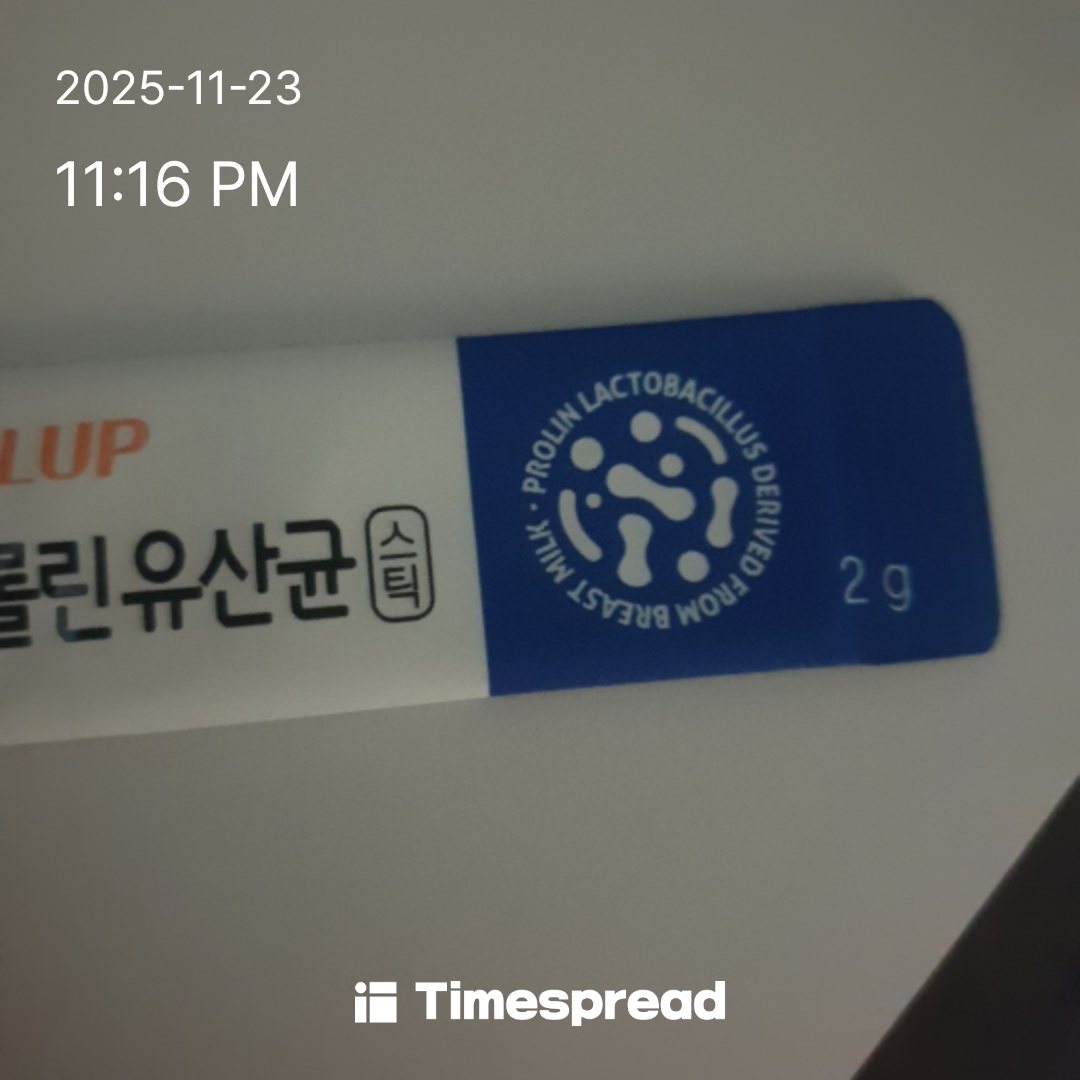 2025-11-23
11:16 PM
LUP
롤린유산균
스틱
PROLIN LACTOBACILLUS DERIVED FROM BREAST MILK ·
2g
Timespread